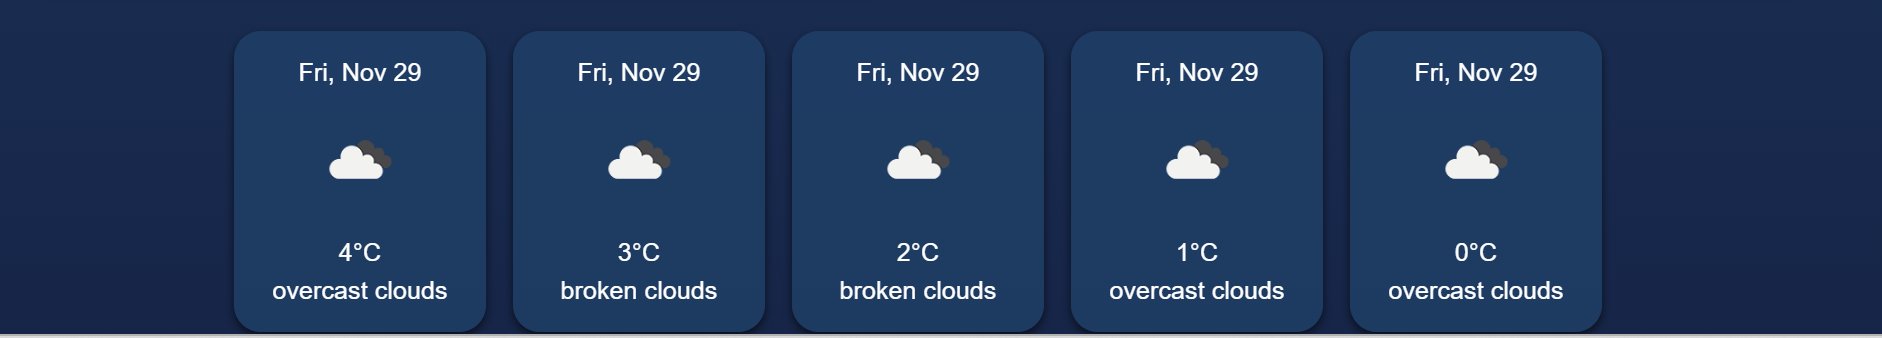 Fri, Nov 29
4°C
overcast clouds
Fri, Nov 29
3°C
broken clouds
Fri, Nov 29
2°C
broken clouds
Fri, Nov 29
1°C
overcast clouds
Fri, Nov 29
0°C
overcast clouds